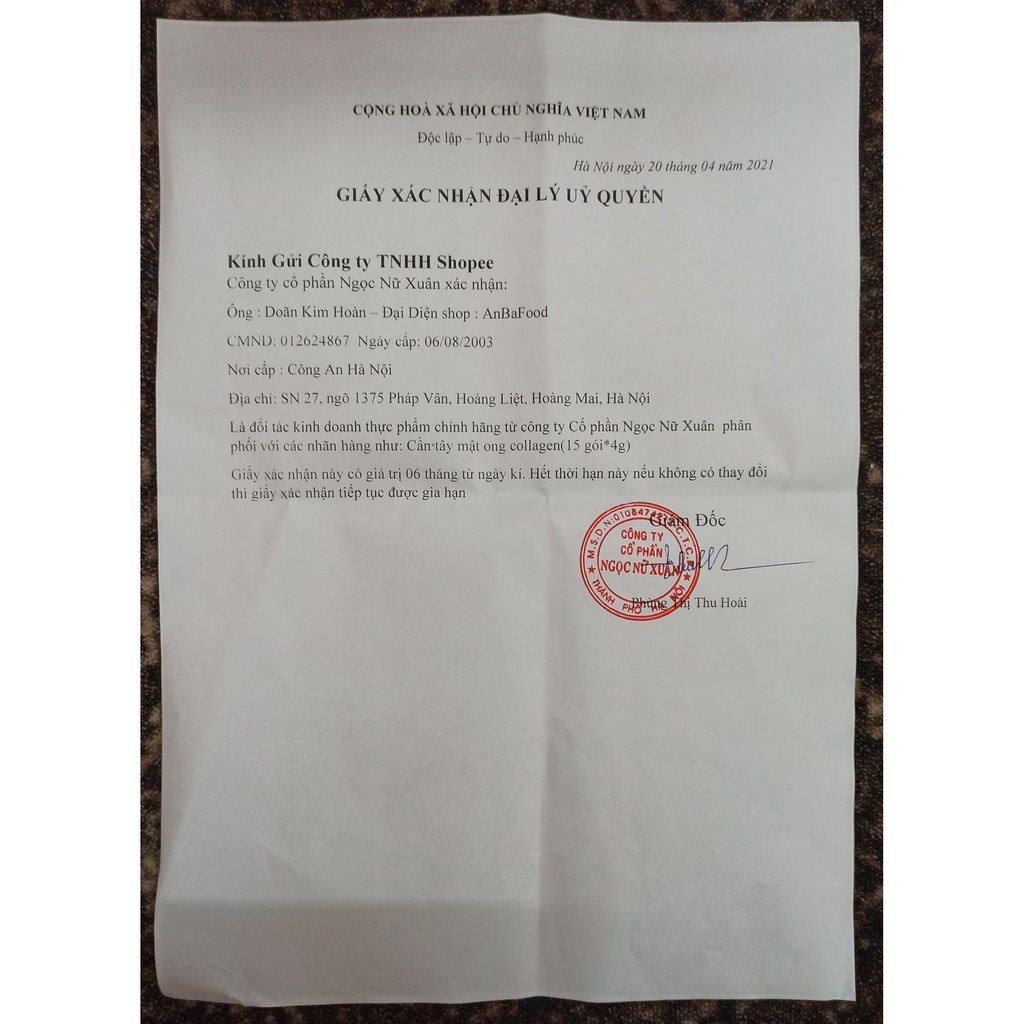 CỘNG HOÀ XÃ HỘI CHỦ NGHĨA VIỆT NAM
Độc lập – Tự do – Hạnh phúc
Hà Nội ngày 20 tháng 04 năm 2021
GIẤY XÁC NHẬN ĐẠI LÝ UỶ QUYỀN
Kính Gửi Công ty TNHH Shopee
Công ty cổ phần Ngọc Nữ Xuân xác nhận:
Ông : Doãn Kim Hoàn – Đại Diện shop : AnBaFood
CMND: 012624867 Ngày cấp: 06/08/2003
Nơi cấp : Công An Hà Nội
Địa chỉ: SN 27, ngõ 1375 Pháp Vân, Hoàng Liệt, Hoàng Mai, Hà Nội
Là đối tác kinh doanh thực phẩm chính hãng từ công ty Cổ phần Ngọc Nữ Xuân phân
phối với các nhãn hàng như: Cần tây mật ong collagen(15 gói*4g)
Giấy xác nhận này có giá trị 06 tháng từ ngày kí. Hết thời hạn này nếu không có thay đổi
thì giấy xác nhận tiếp tục được gia hạn
Giám Đốc
CÔNG TY
CỔ PHẦN
NGỌC NỮ XUÂN
THÀNH PHỐ HÀ NỘI
Phùng Thị Thu Hoài